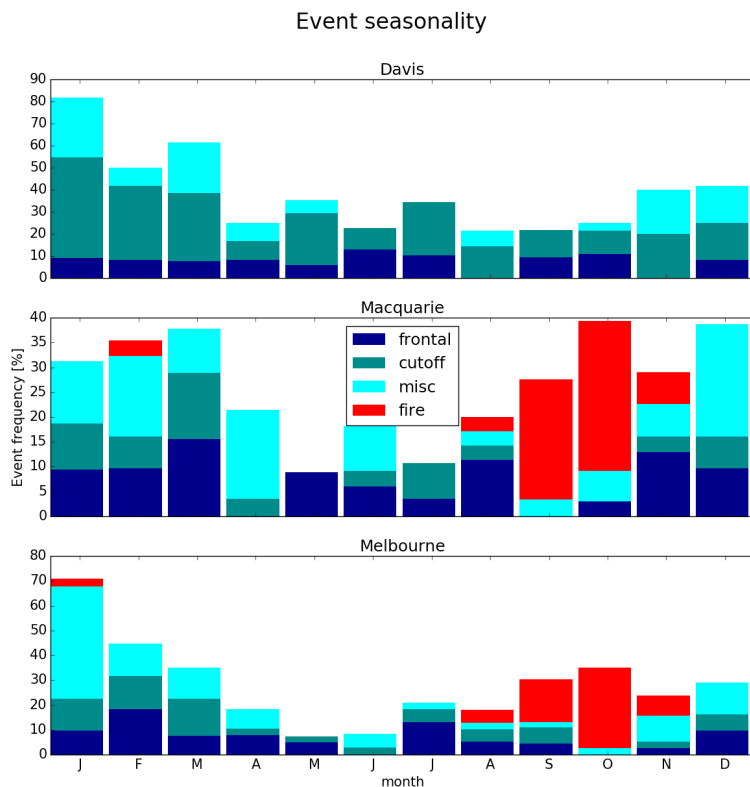 Event seasonality
Davis
90
80
70
60
50
40
30
20
10
0
Macquarie
40
35
30
25
20
15
10
5
0
Event frequency [%]
frontal
cutoff
misc
fire
Melbourne
80
70
60
50
40
30
20
10
0
J F M A M J J A S O N D
month